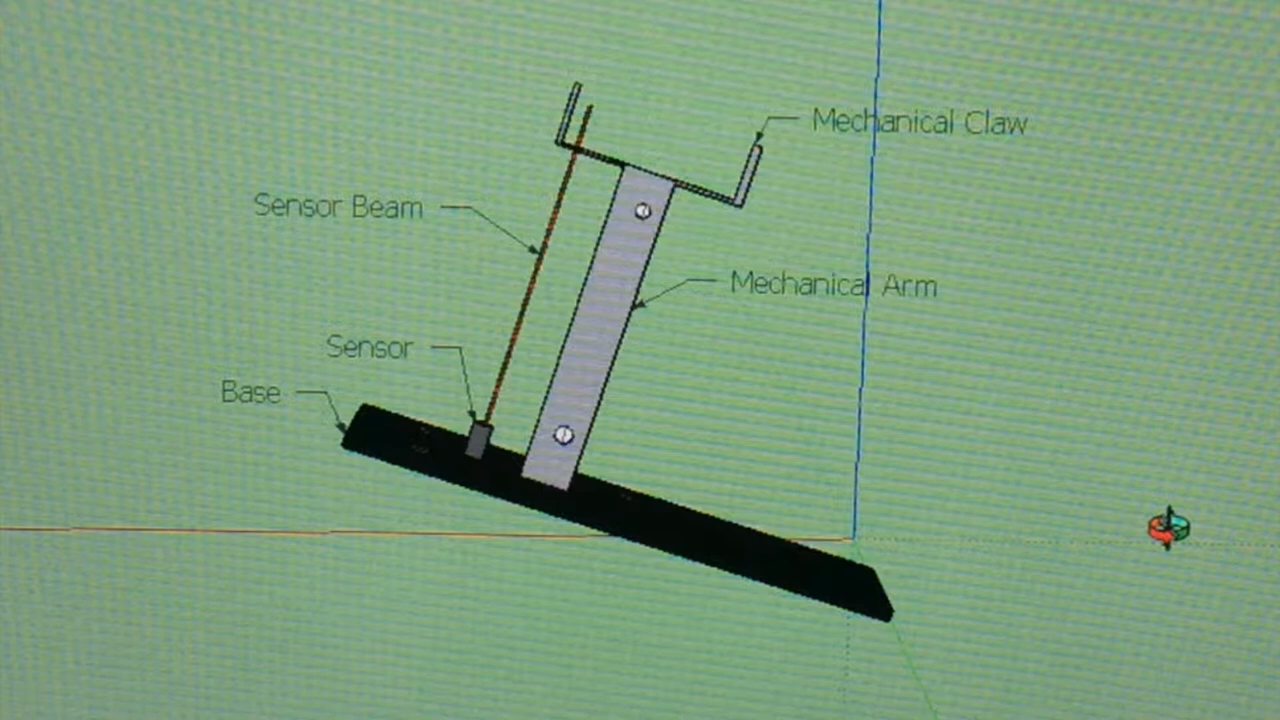 Mechanical Claw
Sensor Beam
Mechanical Arm
Sensor
Base